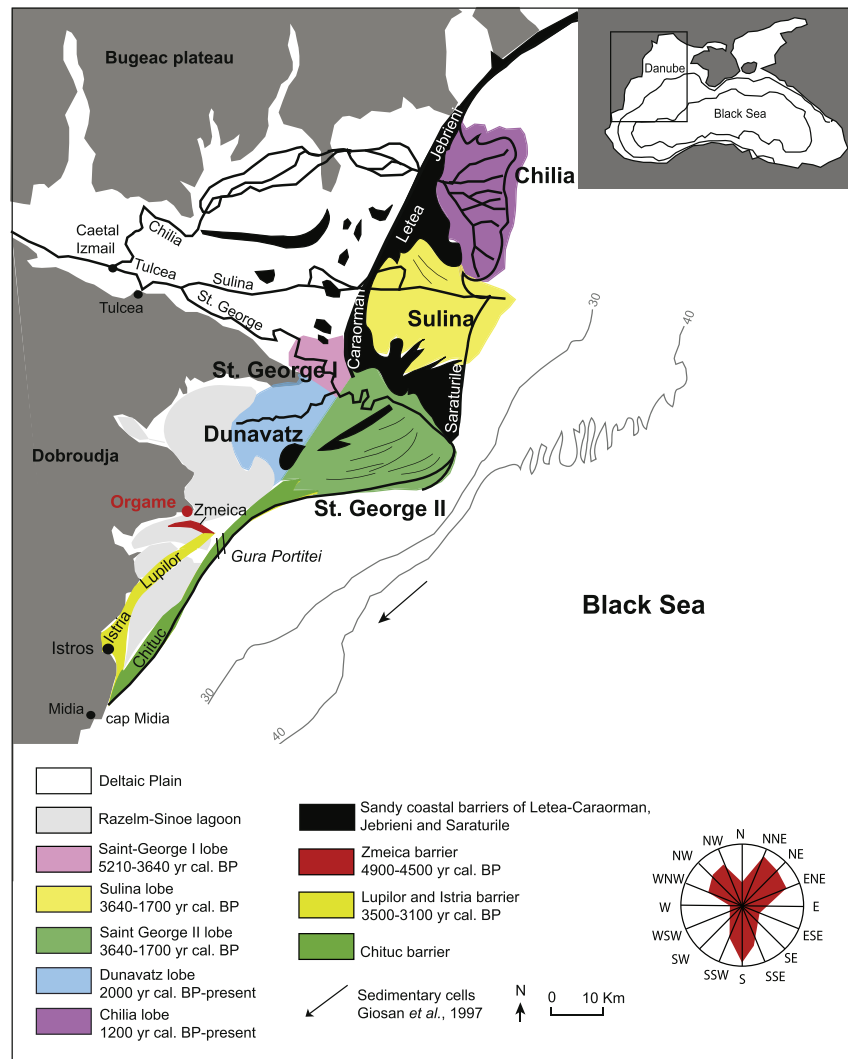 Bugeac plateau
Danube
Black Sea
Jebrieni
Chilia
Letea
Chilia
Caetal
Izmail
Tulcea
Sulina
St. George
Tulcea
Sulina
Caraorman
30
40
St. George I
Saraturile
Dunavatz
Dobroudja
Orgame
Zmeica
St. George II
Gura Portitei
Lupilor
Black Sea
Istria
Istros
Chituc
30
Midia
cap Midia
40
Deltaic Plain
Razelm-Sinoe lagoon
Saint-George I lobe
5210-3640 yr cal. BP
Sulina lobe
3640-1700 yr cal. BP
Saint George II lobe
3640-1700 yr cal. BP
Dunavatz lobe
2000 yr cal. BP-present
Chilia lobe
1200 yr cal. BP-present
Sandy coastal barriers of Letea-Caraorman,
Jebrieni and Saraturile
Zmeica barrier
4900-4500 yr cal. BP
Lupilor and Istria barrier
3500-3100 yr cal. BP
Chituc barrier
Sedimentary cells
Giosan et al., 1997
N
0 10 Km
N
NNE
NE
ENE
E
ESE
SE
SSE
S
SSW
SW
WSW
W
WNW
NW
NW